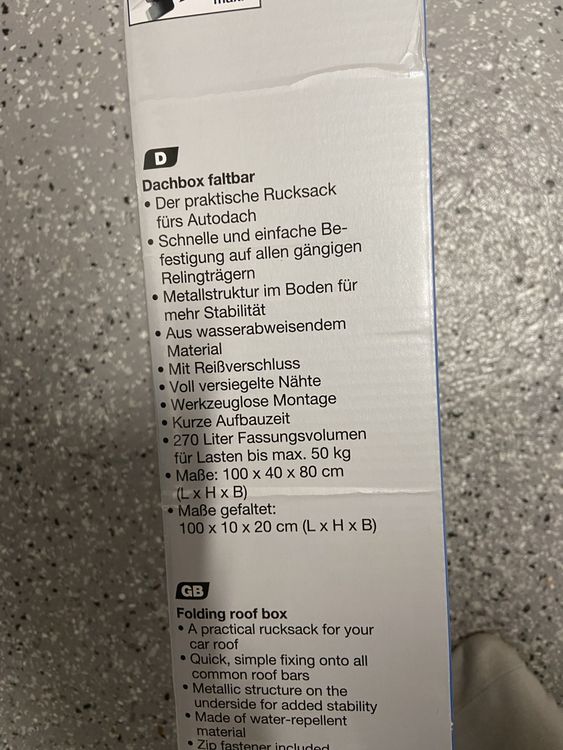 max.
D
Dachbox faltbar
• Der praktische Rucksack
fürs Autodach
• Schnelle und einfache Be-
festigung auf allen gängigen
Relingträgern
• Metallstruktur im Boden für
mehr Stabilität
• Aus wasserabweisendem
Material
• Mit Reißverschluss
• Voll versiegelte Nähte
• Werkzeuglose Montage
• Kurze Aufbauzeit
• 270 Liter Fassungsvolumen
für Lasten bis max. 50 kg
• Maße: 100 x 40 x 80 cm
(L x H x B)
• Maße gefaltet:
100 x 10 x 20 cm (L x H x B)
GB
Folding roof box
• A practical rucksack for your
car roof
• Quick, simple fixing onto all
common roof bars
• Metallic structure on the
underside for added stability
• Made of water-repellent
material
• Zip fastener included